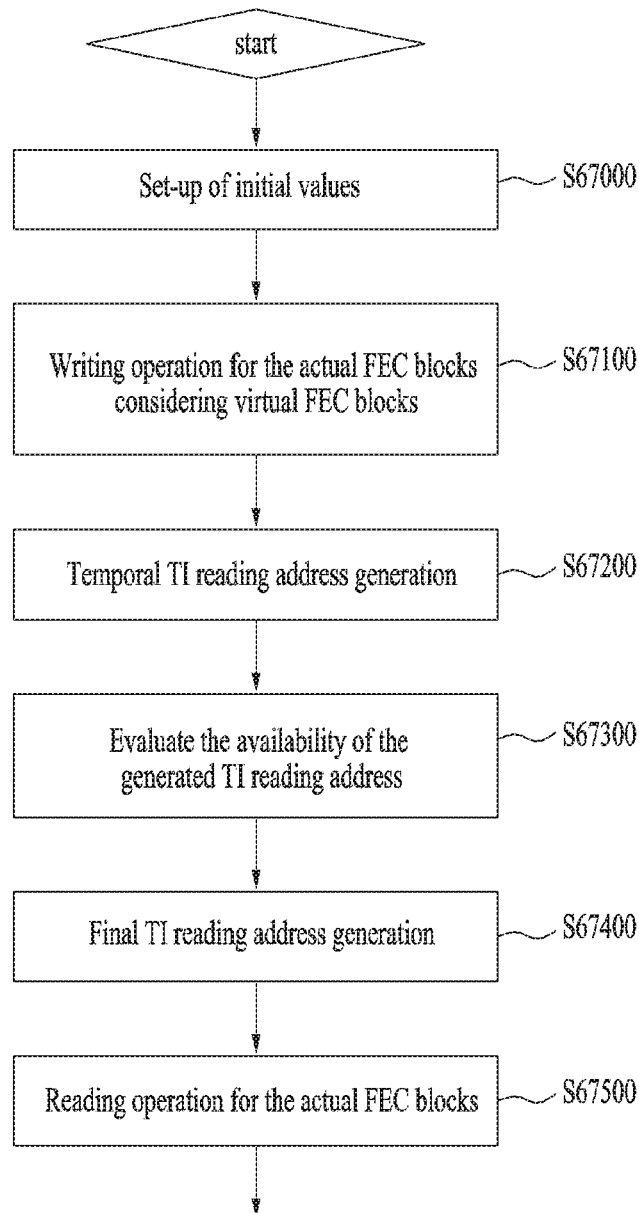 start
Set-up of initial values
S67000
Writing operation for the actual FEC blocks
considering virtual FEC blocks
S67100
Temporal TI reading address generation
S67200
Evaluate the availability of the
generated TI reading address
S67300
Final TI reading address generation
S67400
Reading operation for the actual FEC blocks
S67500